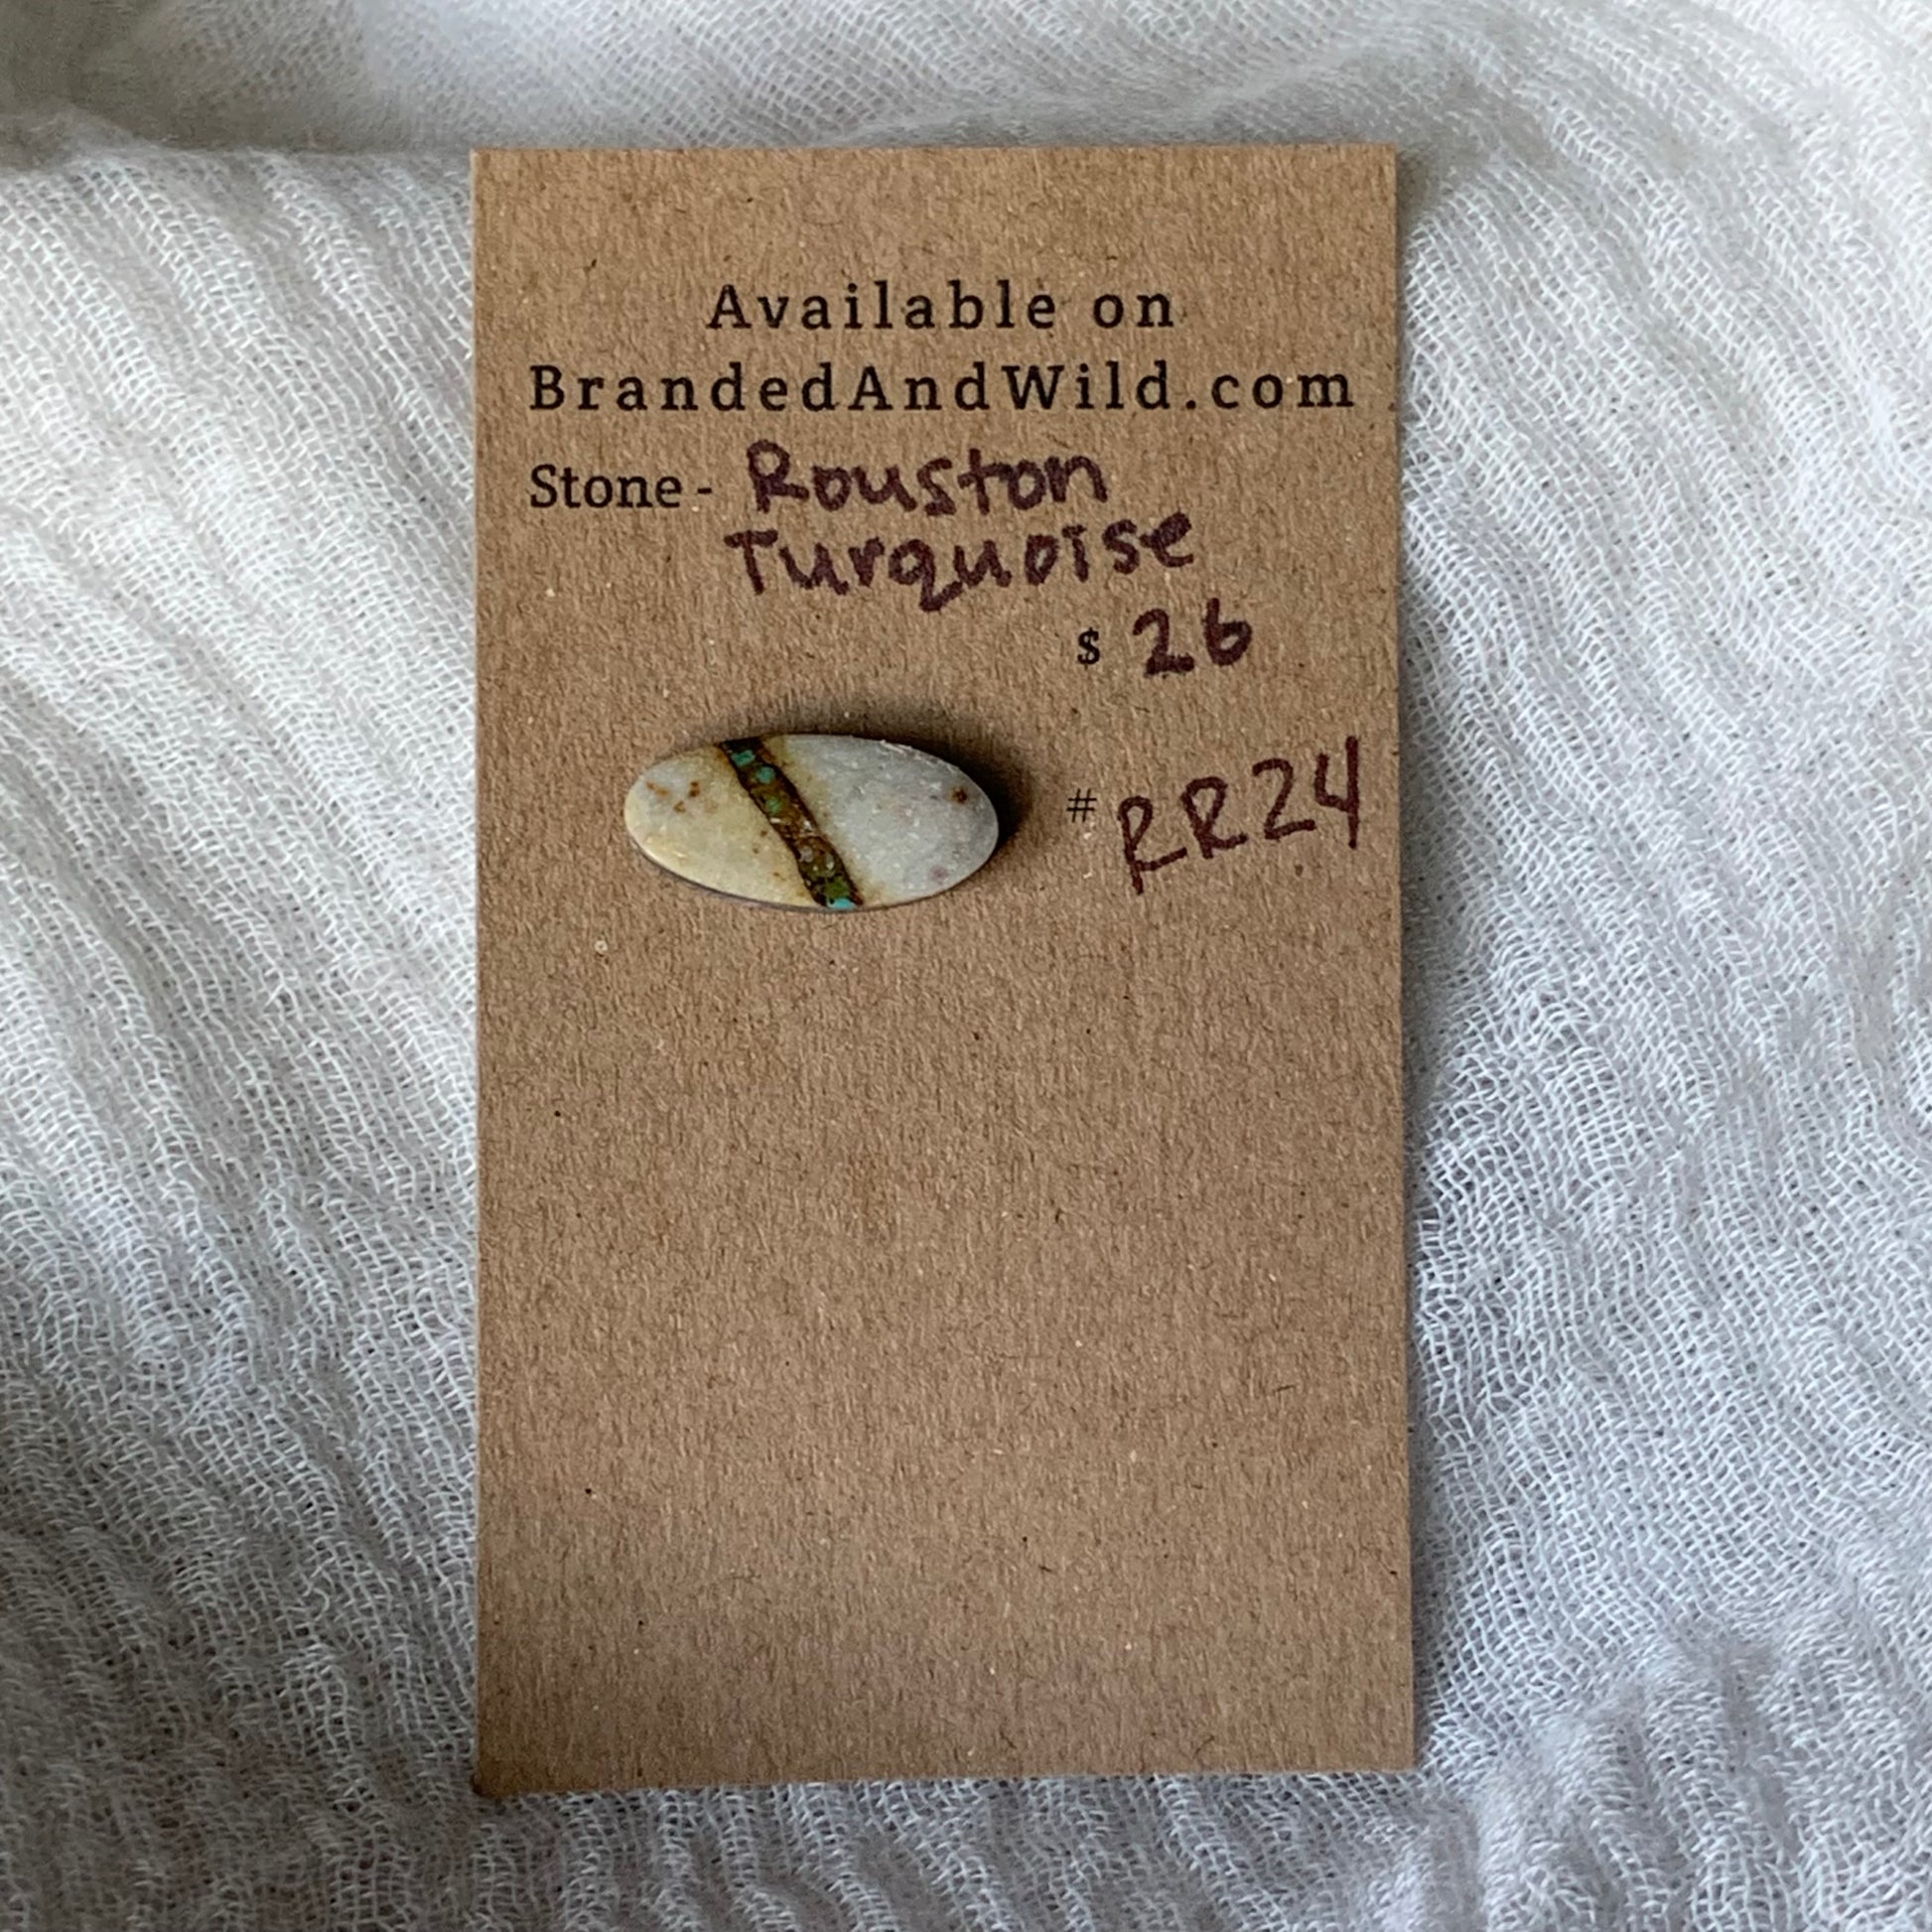 Available on
BrandedAndWild.com
Stone - Rouston
Turquoise
$ 26
# RR24